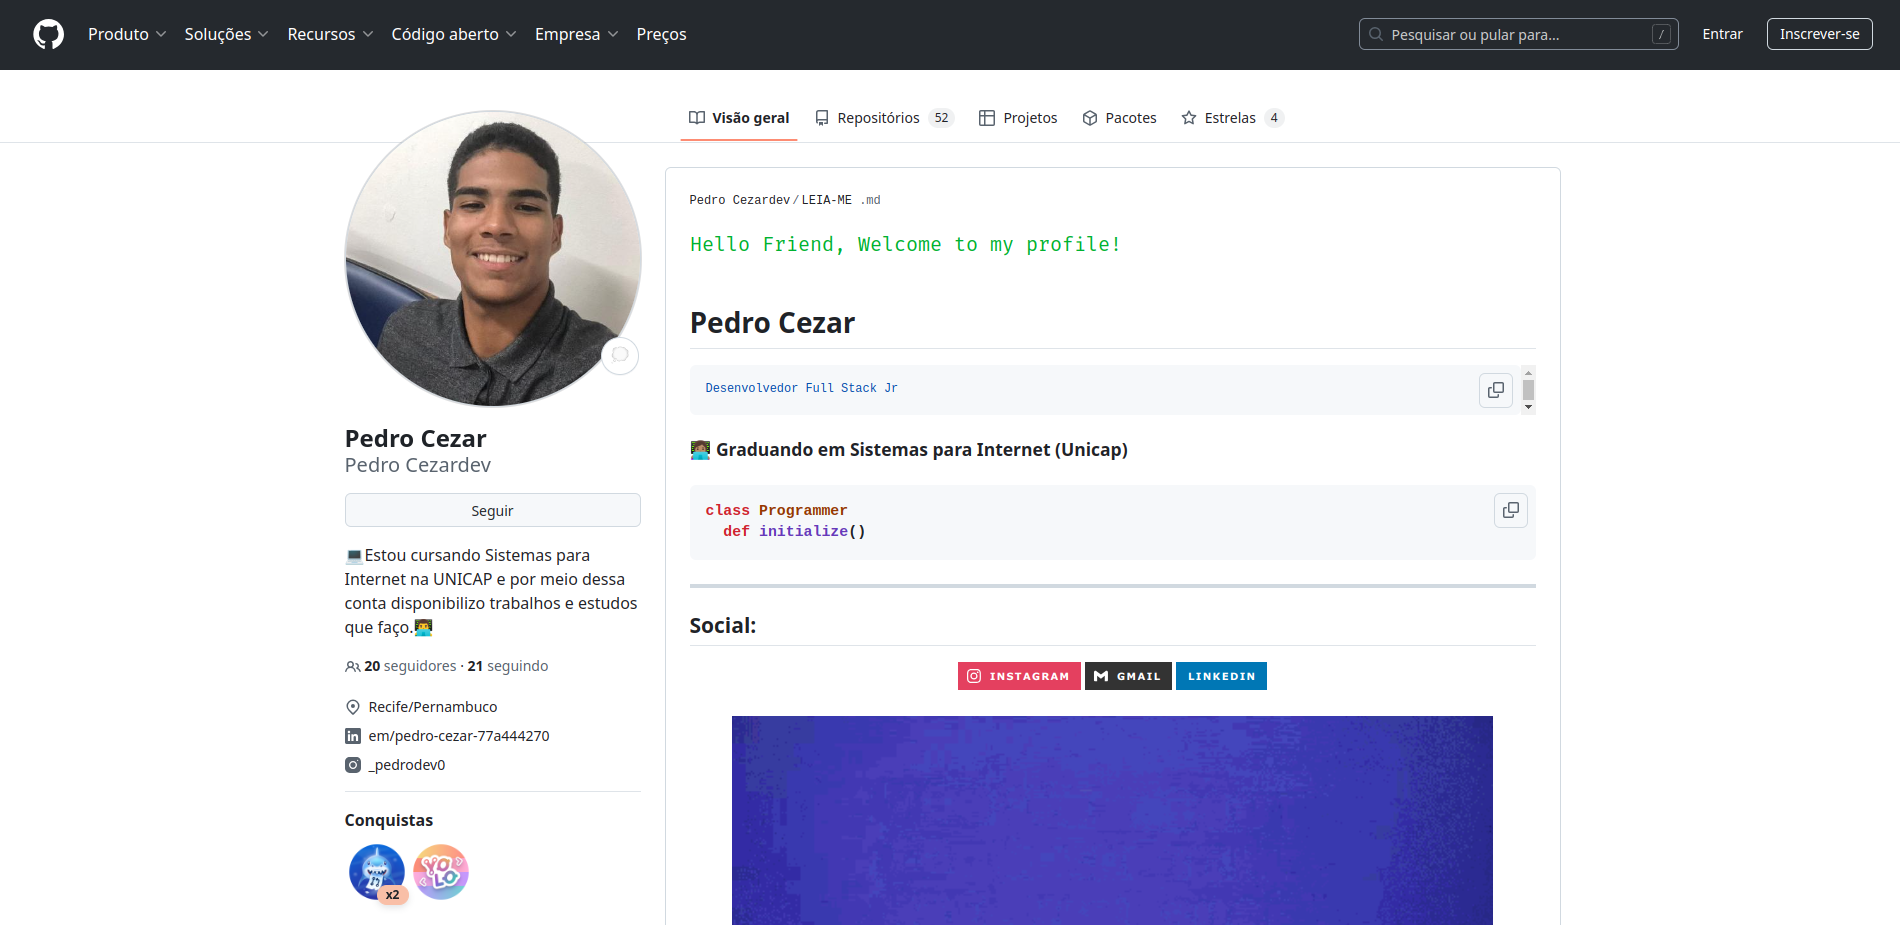 Produto Soluções Recursos Código aberto Empresa Preços Pesquisar ou pular para... / Entrar Inscrever-se
Visão geral Repositórios 52 Projetos Pacotes Estrelas 4
Pedro Cezar
Pedro Cezardev
Seguir
💻Estou cursando Sistemas para
Internet na UNICAP e por meio dessa
conta disponibilizo trabalhos e estudos
que faço.👨‍💻
20 seguidores · 21 seguindo
Recife/Pernambuco
em/pedro-cezar-77a444270
_pedrodev0
Conquistas
x2
YOLO
Pedro Cezardev/LEIA-ME .md
Hello Friend, Welcome to my profile!
Pedro Cezar
Desenvolvedor Full Stack Jr
👨🏾‍💻 Graduando em Sistemas para Internet (Unicap)
class Programmer
def initialize()
Social:
INSTAGRAM GMAIL LINKEDIN